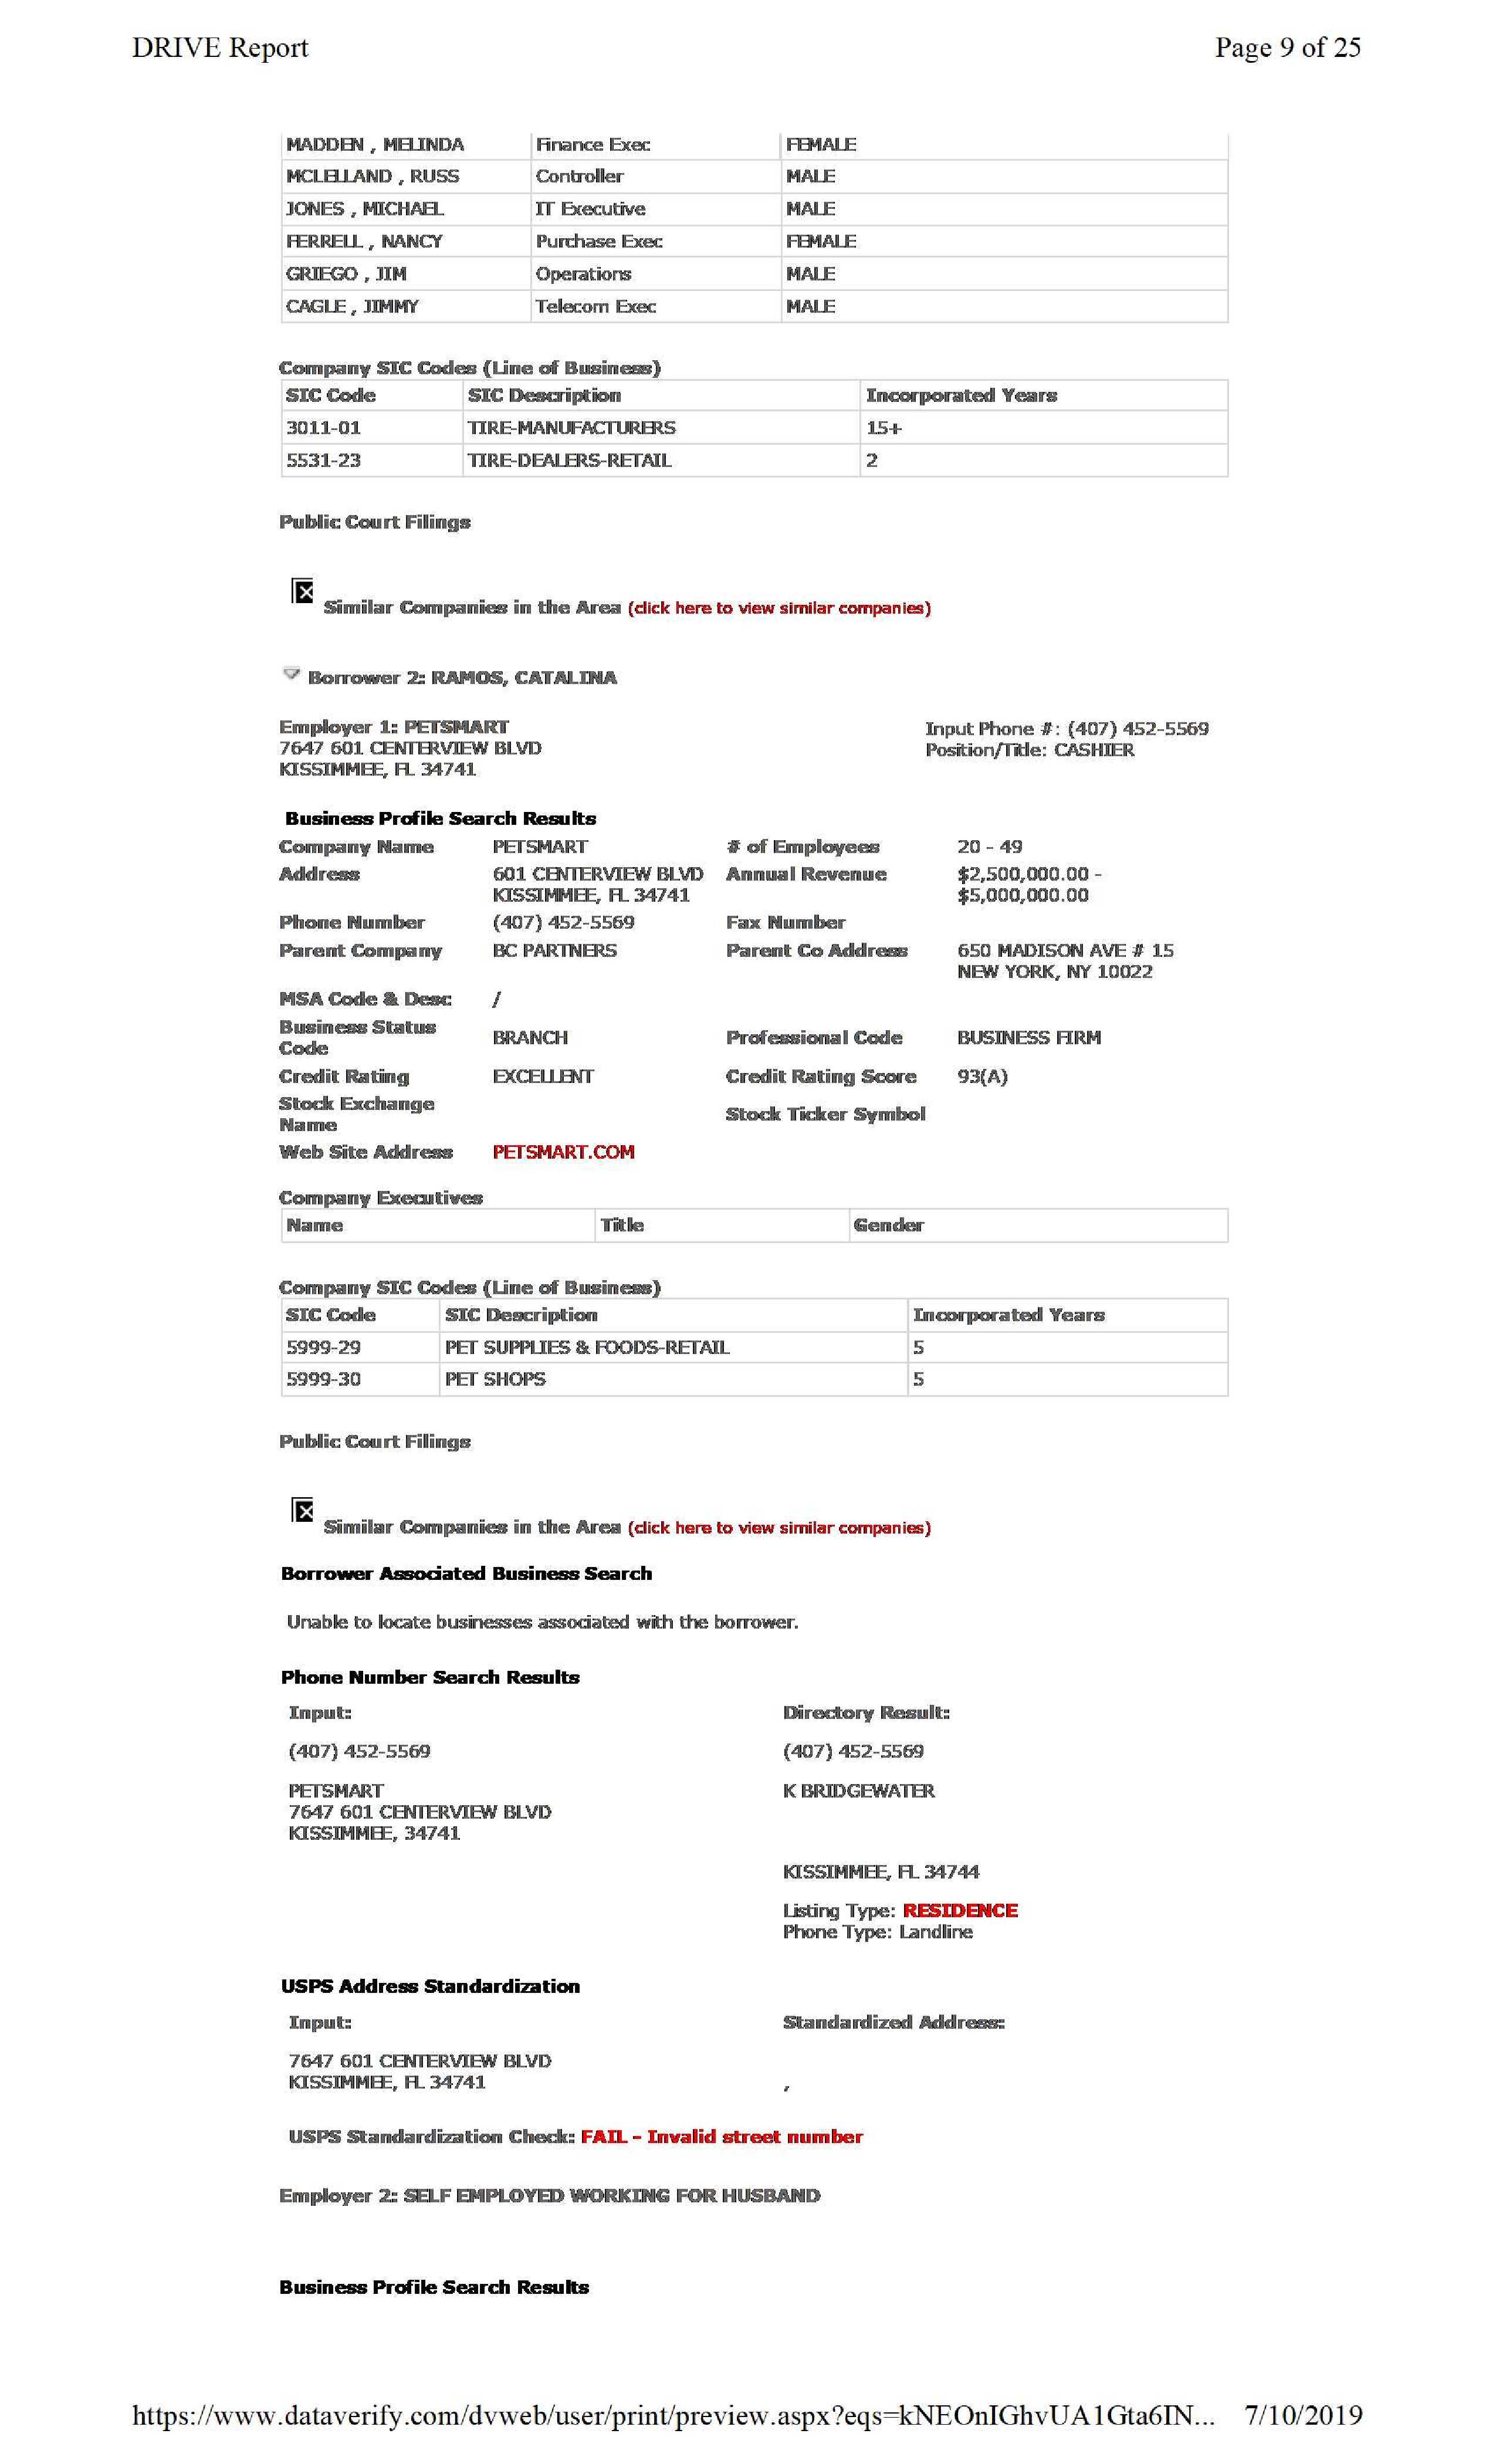 DRIVE Report Page 9 of 25
MADDEN , MELINDA Finance Exec FEMALE
MCLELLAND , RUSS Controller MALE
JONES , MICHAEL IT Executive MALE
FERRELL , NANCY Purchase Exec FEMALE
GRIEGO , JIM Operations MALE
CAGLE , JIMMY Telecom Exec MALE
Company SIC Codes (Line of Business)
SIC Code SIC Description Incorporated Years
3011-01 TIRE-MANUFACTURERS 15+
5531-23 TIRE-DEALERS-RETAIL 2
Public Court Filings
Similar Companies in the Area (click here to view similar companies)
Borrower 2: RAMOS, CATALINA
Employer 1: PETSMART Input Phone #: (407) 452-5569
7647 601 CENTERVIEW BLVD Position/Title: CASHIER
KISSIMMEE, FL 34741
Business Profile Search Results
Company Name PETSMART # of Employees 20 - 49
Address 601 CENTERVIEW BLVD Annual Revenue $2,500,000.00 -
KISSIMMEE, FL 34741 $5,000,000.00
Phone Number (407) 452-5569 Fax Number
Parent Company BC PARTNERS Parent Co Address 650 MADISON AVE # 15
NEW YORK, NY 10022
MSA Code & Desc /
Business Status
Code BRANCH Professional Code BUSINESS FIRM
Credit Rating EXCELLENT Credit Rating Score 93(A)
Stock Exchange
Name Stock Ticker Symbol
Web Site Address PETSMART.COM
Company Executives
Name Title Gender
Company SIC Codes (Line of Business)
SIC Code SIC Description Incorporated Years
5999-29 PET SUPPLIES & FOODS-RETAIL 5
5999-30 PET SHOPS 5
Public Court Filings
Similar Companies in the Area (click here to view similar companies)
Borrower Associated Business Search
Unable to locate businesses associated with the borrower.
Phone Number Search Results
Input: Directory Result:
(407) 452-5569 (407) 452-5569
PETSMART K BRIDGEWATER
7647 601 CENTERVIEW BLVD
KISSIMMEE, 34741
KISSIMMEE, FL 34744
Listing Type: RESIDENCE
Phone Type: Landline
USPS Address Standardization
Input: Standardized Address:
7647 601 CENTERVIEW BLVD
KISSIMMEE, FL 34741 ,
USPS Standardization Check: FAIL - Invalid street number
Employer 2: SELF EMPLOYED WORKING FOR HUSBAND
Business Profile Search Results
https://www.dataverify.com/dvweb/user/print/preview.aspx?eqs=kNEOnIGhvUA1Gta6IN... 7/10/2019